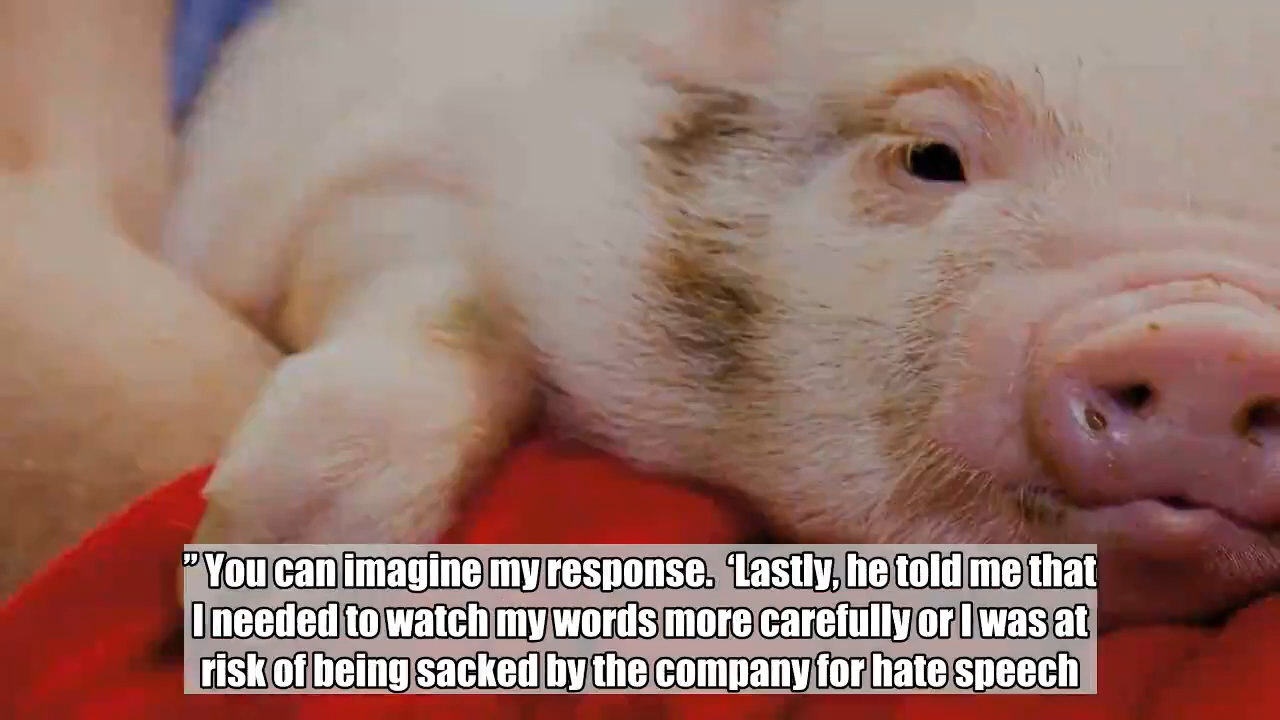 ” You can imagine my response.  ‘Lastly, he told me that
I needed to watch my words more carefully or I was at
risk of being sacked by the company for hate speech